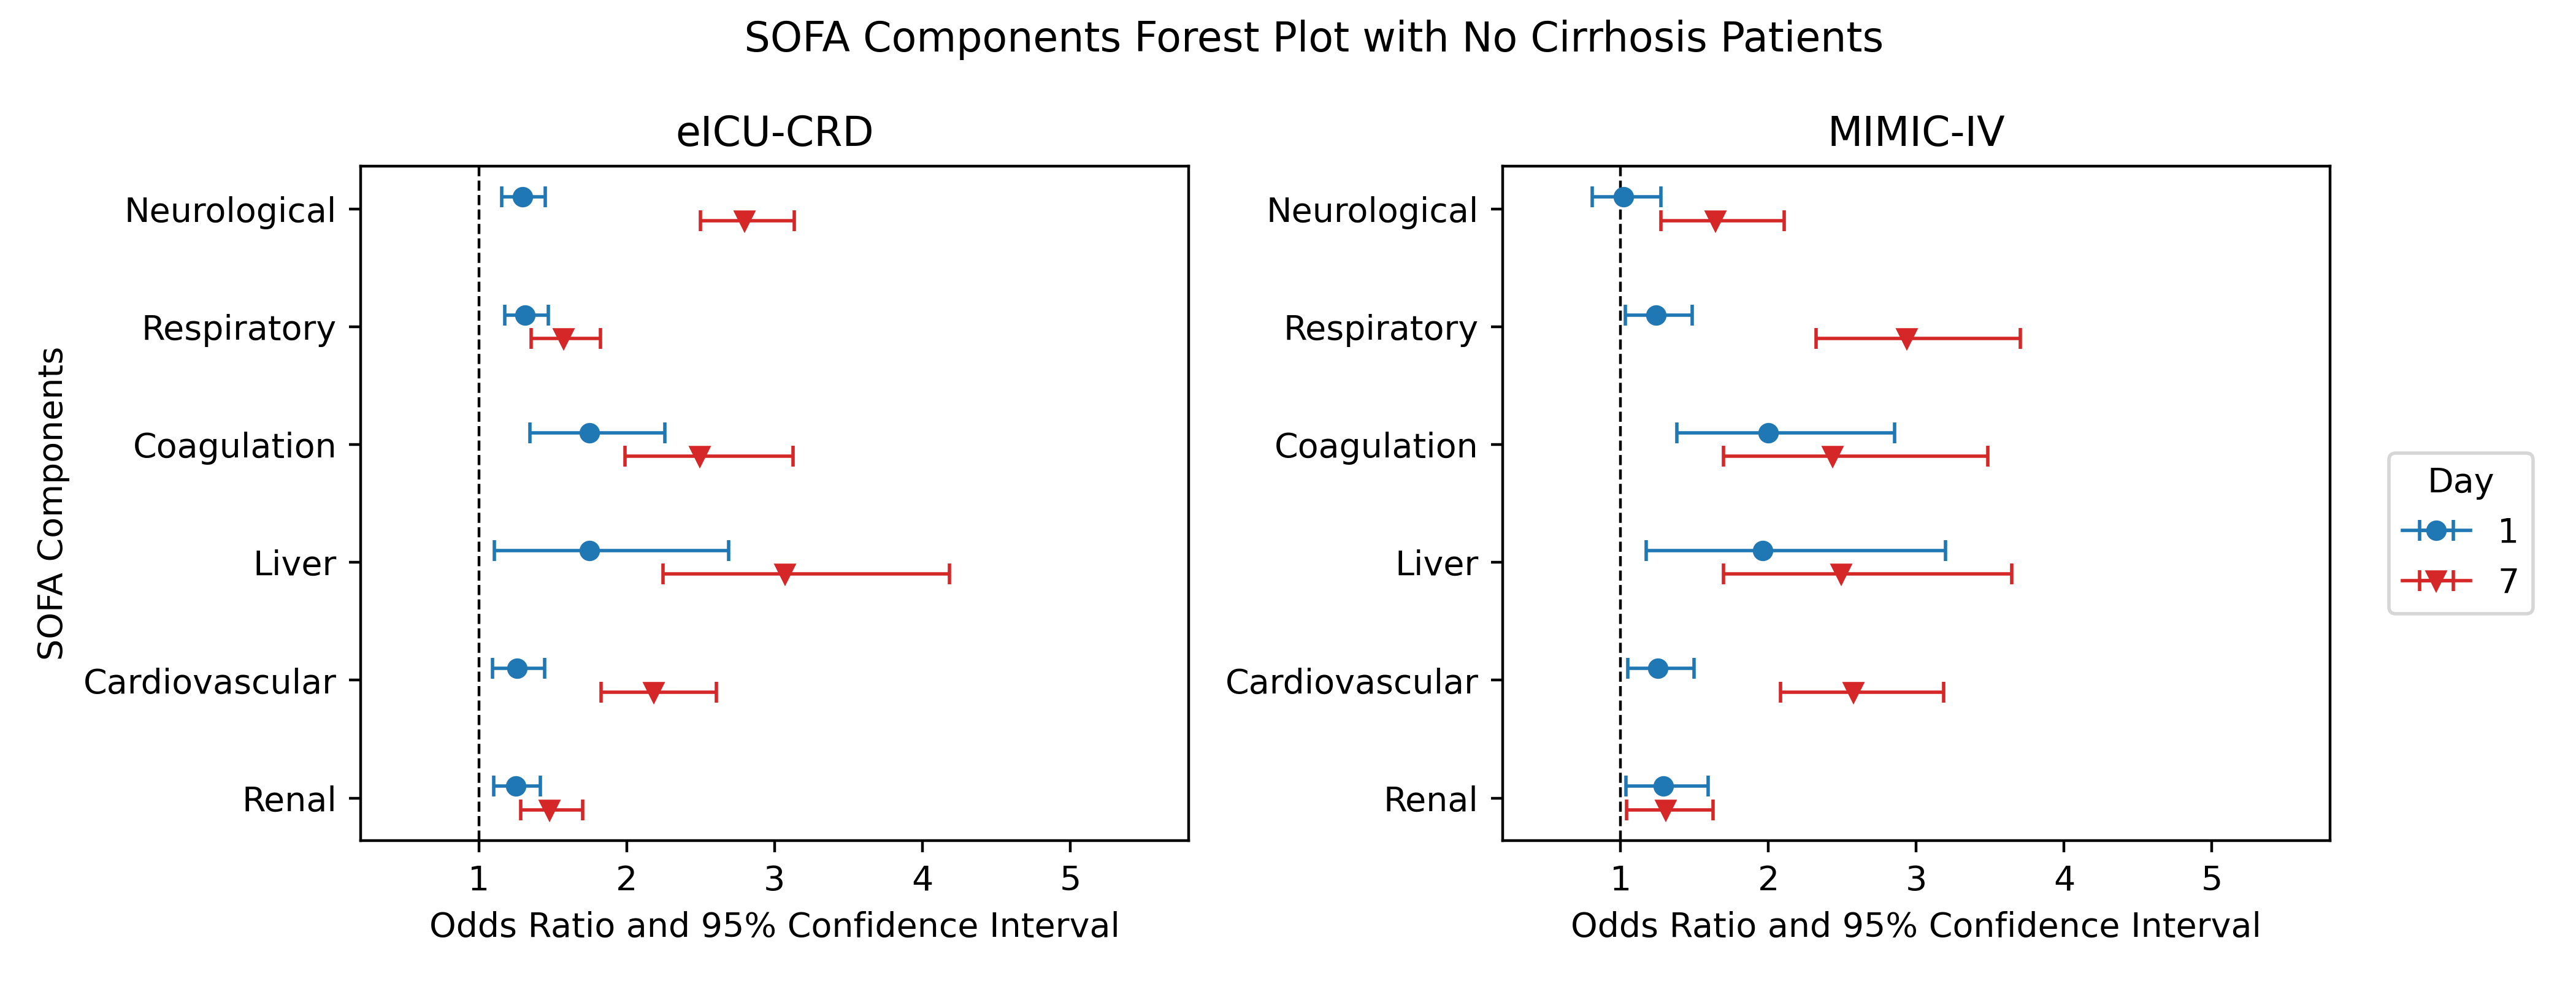 SOFA Components Forest Plot with No Cirrhosis Patients
eICU-CRD
SOFA Components
Neurological
Respiratory
Coagulation
Liver
Cardiovascular
Renal
1 2 3 4 5
Odds Ratio and 95% Confidence Interval
MIMIC-IV
Neurological
Respiratory
Coagulation
Liver
Cardiovascular
Renal
1 2 3 4 5
Odds Ratio and 95% Confidence Interval
Day
1
7